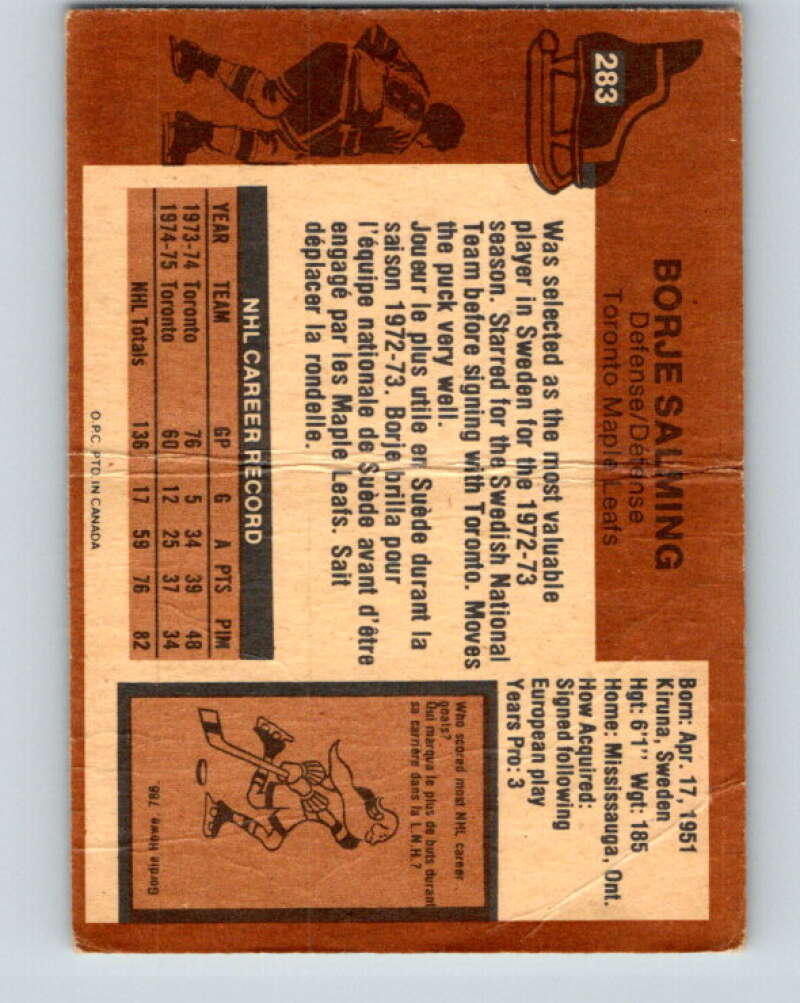 283
BORJE SALMING
Defense/Défense
Toronto Maple Leafs
Born: Apr. 17, 1951
Kiruna, Sweden
Hgt: 6'1" Wgt: 185
Home: Mississauga, Ont.
How Acquired:
Signed following
European play
Years Pro: 3
Was selected as the most valuable
player in Sweden for the 1972-73
season. Starred for the Swedish National
Team before signing with Toronto. Moves
the puck very well.
Joueur le plus utile en Suède durant la
saison 1972-73. Borje brilla pour
l'équipe nationale de Suède avant d'être
engagé par les Maple Leafs. Sait
déplacer la rondelle.
NHL CAREER RECORD
YEAR TEAM GP G A PTS PIM
1973-74 Toronto 76 5 34 39 48
1974-75 Toronto 60 12 25 37 34
NHL Totals 136 17 59 76 82
Who scored most NHL career
goals?
Qui marqua le plus de buts durant
sa carrière dans la L.N.H.?
Gordie Howe, 786.
O.P.C. PTD. IN CANADA